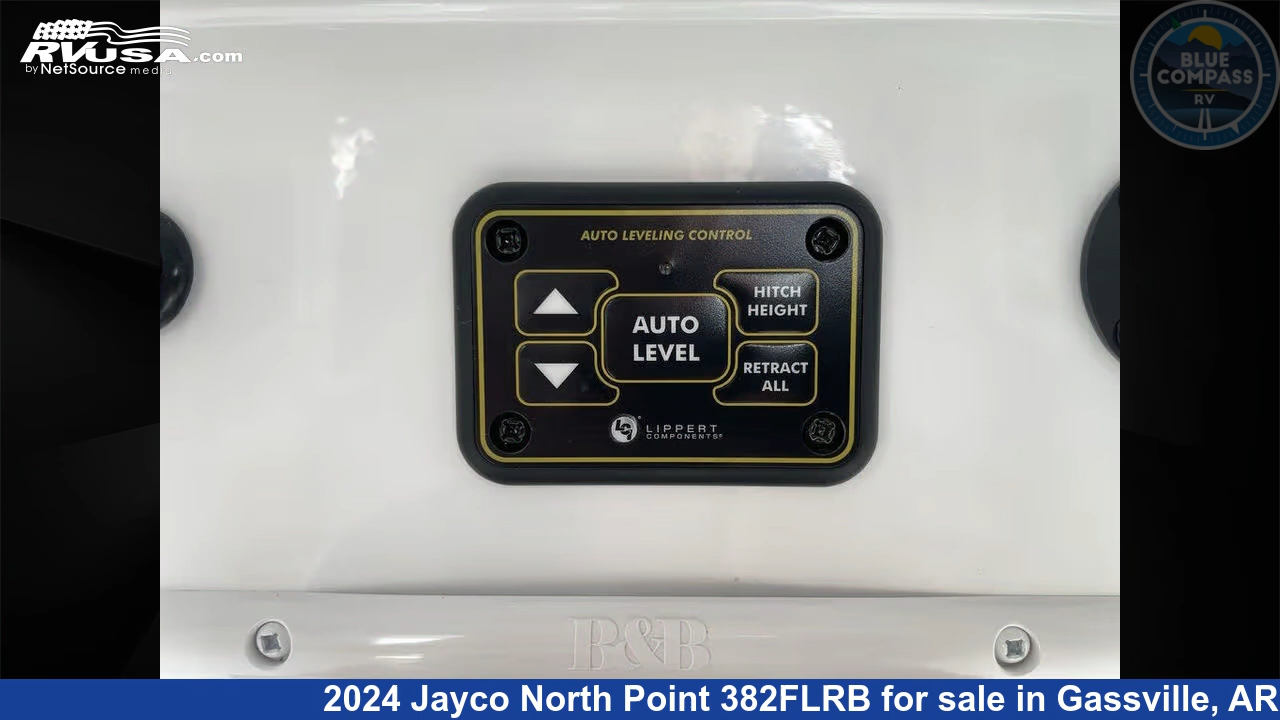 RVUSA.com
by NetSource media
BLUE
COMPASS
RV
AUTO LEVELING CONTROL
AUTO
LEVEL
HITCH
HEIGHT
RETRACT
ALL
LCI
LIPPERT
COMPONENTS®
B&B
2024 Jayco North Point 382FLRB for sale in Gassville, AR